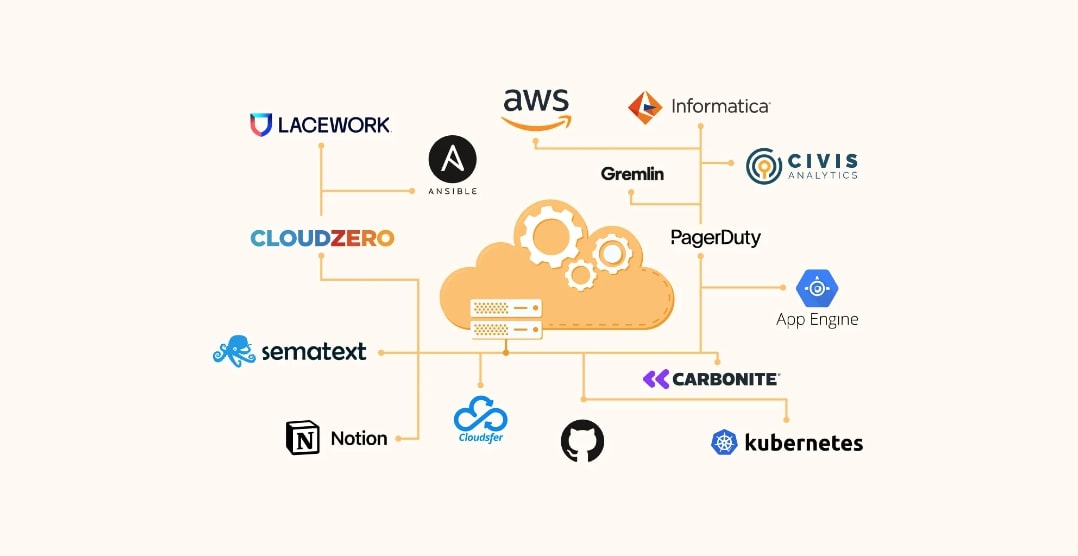 aws
Informatica
LACEWORK
ANSIBLE
Gremlin
CIVIS
ANALYTICS
CLOUDZERO
PagerDuty
App Engine
sematext
CARBONITE
N Notion
Cloudsfer
kubernetes